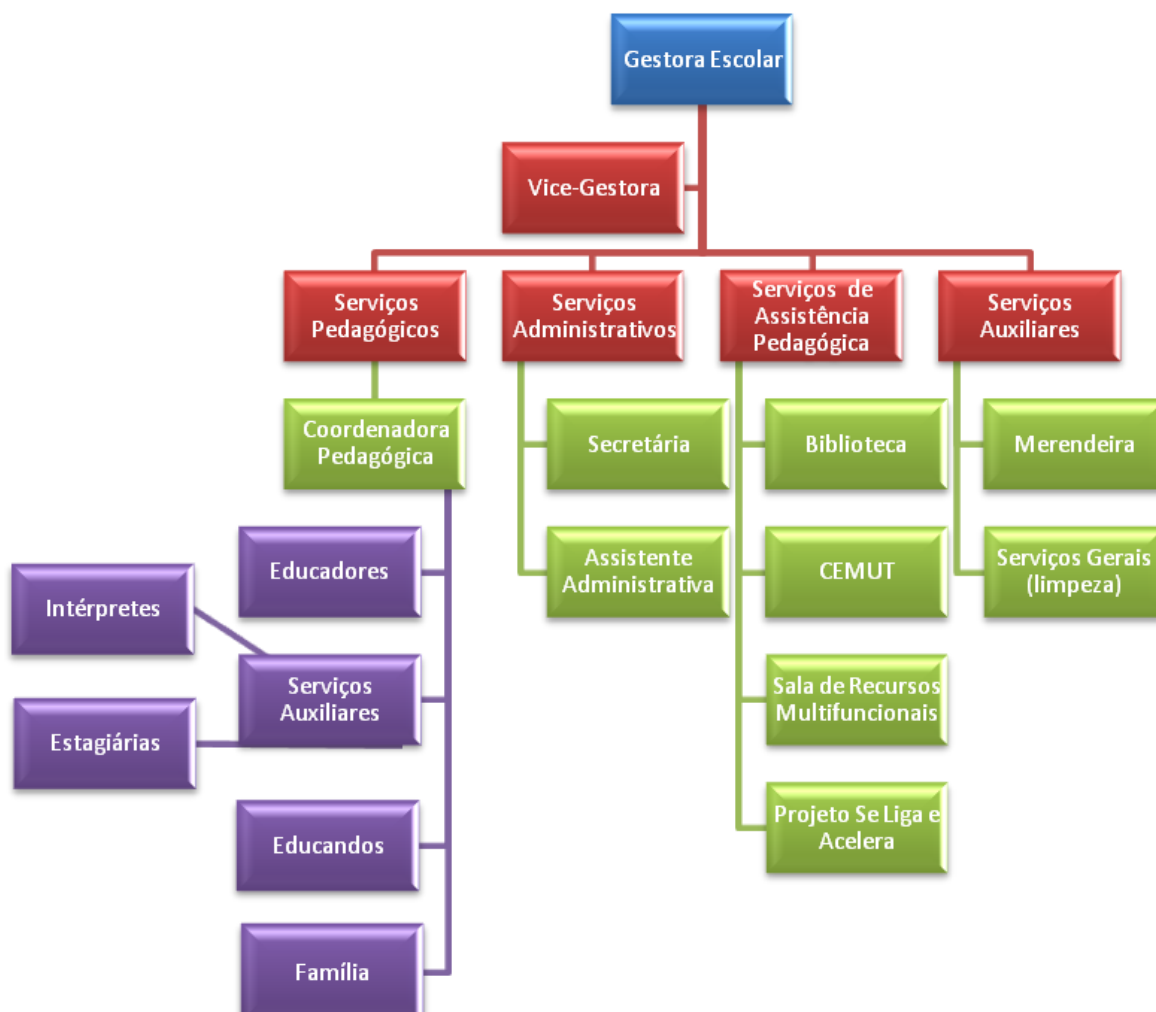 Gestora Escolar
Vice-Gestora
Serviços
Pedagógicos
Serviços
Administrativos
Serviços de
Assistência
Pedagógica
Serviços
Auxiliares
Coordenadora
Pedagógica
Secretária
Biblioteca
Merendeira
Educadores
Assistente
Administrativa
CEMUT
Serviços Gerais
(limpeza)
Intérpretes
Serviços
Auxiliares
Sala de Recursos
Multifuncionais
Estagiárias
Educandos
Projeto Se Liga e
Acelera
Família